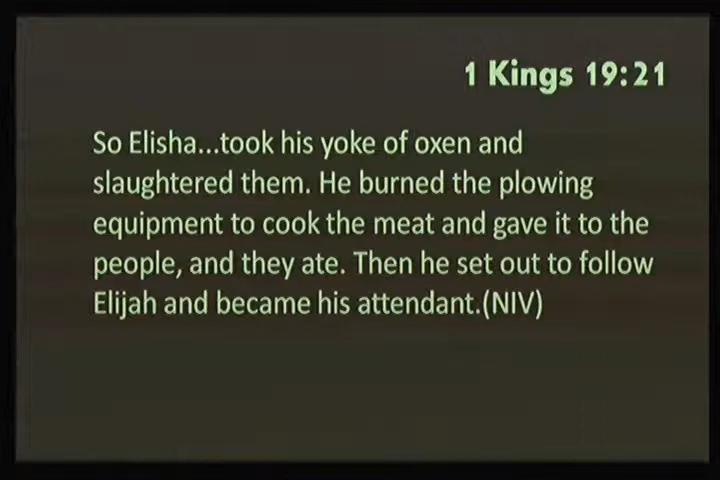 1 Kings 19:21
So Elisha...took his yoke of oxen and
slaughtered them. He burned the plowing
equipment to cook the meat and gave it to the
people, and they ate. Then he set out to follow
Elijah and became his attendant.(NIV)